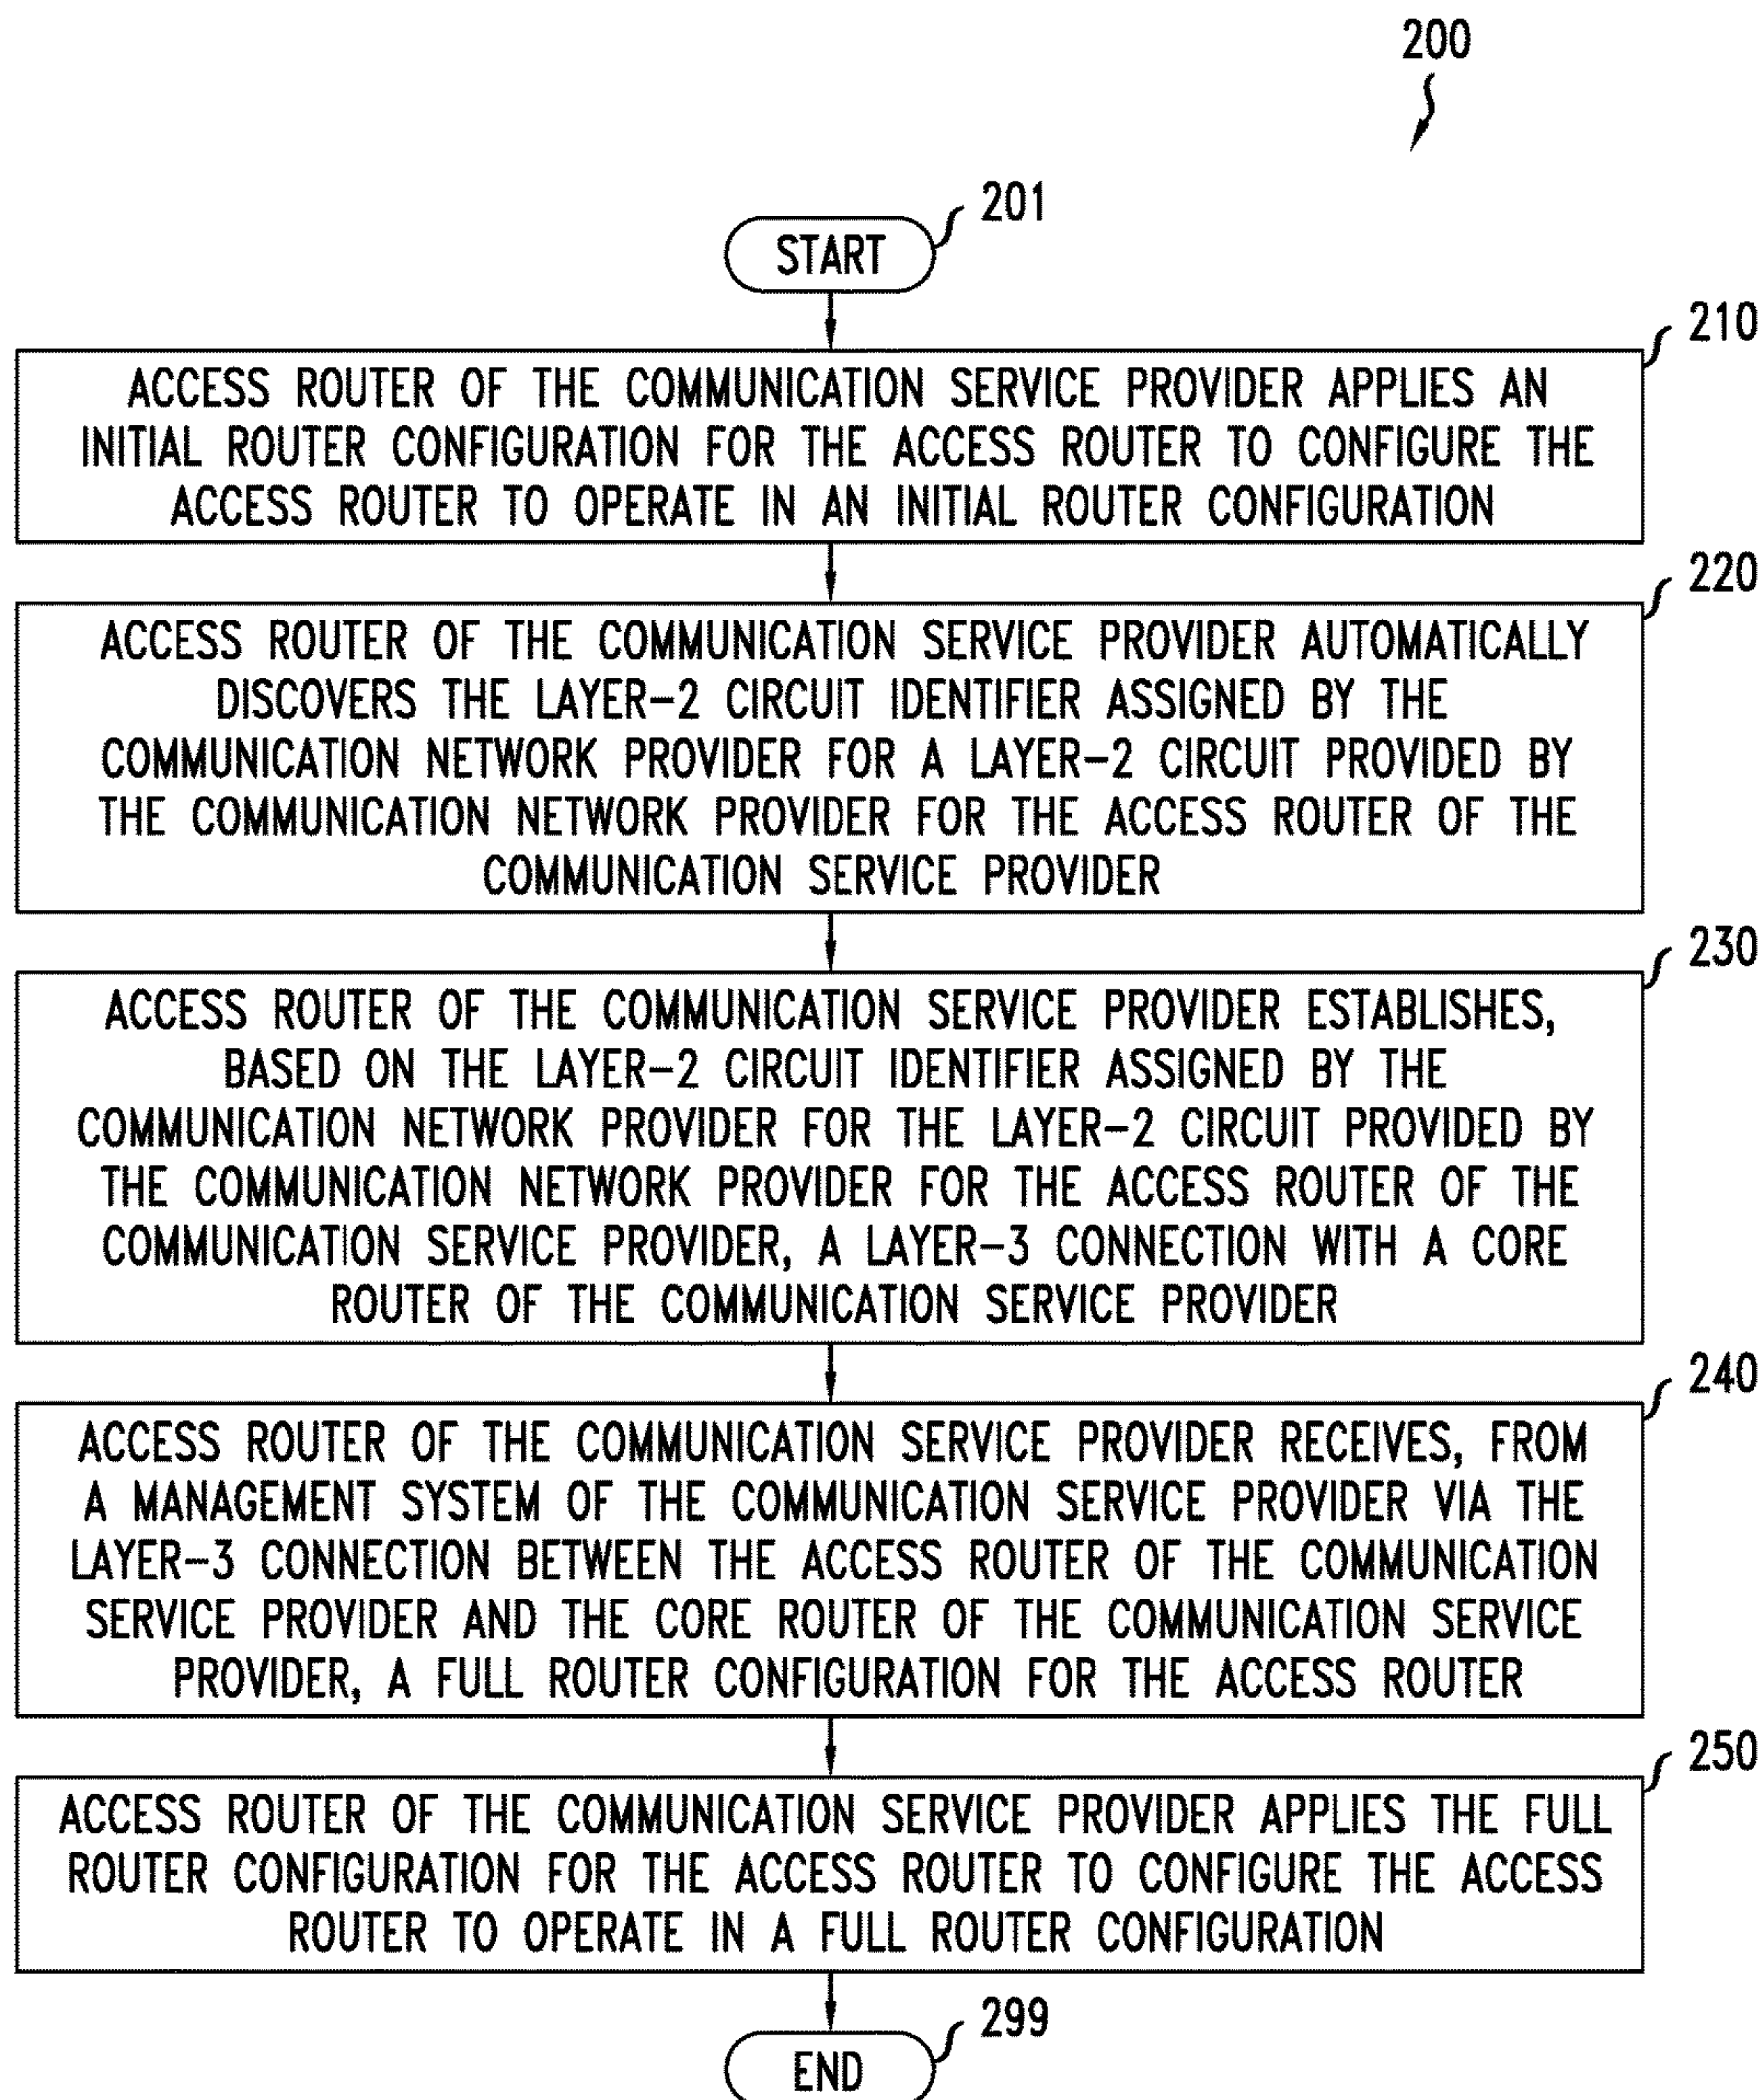 200
201
START
210
ACCESS ROUTER OF THE COMMUNICATION SERVICE PROVIDER APPLIES AN
INITIAL ROUTER CONFIGURATION FOR THE ACCESS ROUTER TO CONFIGURE THE
ACCESS ROUTER TO OPERATE IN AN INITIAL ROUTER CONFIGURATION
220
ACCESS ROUTER OF THE COMMUNICATION SERVICE PROVIDER AUTOMATICALLY
DISCOVERS THE LAYER-2 CIRCUIT IDENTIFIER ASSIGNED BY THE
COMMUNICATION NETWORK PROVIDER FOR A LAYER-2 CIRCUIT PROVIDED BY
THE COMMUNICATION NETWORK PROVIDER FOR THE ACCESS ROUTER OF THE
COMMUNICATION SERVICE PROVIDER
230
ACCESS ROUTER OF THE COMMUNICATION SERVICE PROVIDER ESTABLISHES,
BASED ON THE LAYER-2 CIRCUIT IDENTIFIER ASSIGNED BY THE
COMMUNICATION NETWORK PROVIDER FOR THE LAYER-2 CIRCUIT PROVIDED BY
THE COMMUNICATION NETWORK PROVIDER FOR THE ACCESS ROUTER OF THE
COMMUNICATION SERVICE PROVIDER, A LAYER-3 CONNECTION WITH A CORE
ROUTER OF THE COMMUNICATION SERVICE PROVIDER
240
ACCESS ROUTER OF THE COMMUNICATION SERVICE PROVIDER RECEIVES, FROM
A MANAGEMENT SYSTEM OF THE COMMUNICATION SERVICE PROVIDER VIA THE
LAYER-3 CONNECTION BETWEEN THE ACCESS ROUTER OF THE COMMUNICATION
SERVICE PROVIDER AND THE CORE ROUTER OF THE COMMUNICATION SERVICE
PROVIDER, A FULL ROUTER CONFIGURATION FOR THE ACCESS ROUTER
250
ACCESS ROUTER OF THE COMMUNICATION SERVICE PROVIDER APPLIES THE FULL
ROUTER CONFIGURATION FOR THE ACCESS ROUTER TO CONFIGURE THE ACCESS
ROUTER TO OPERATE IN A FULL ROUTER CONFIGURATION
299
END